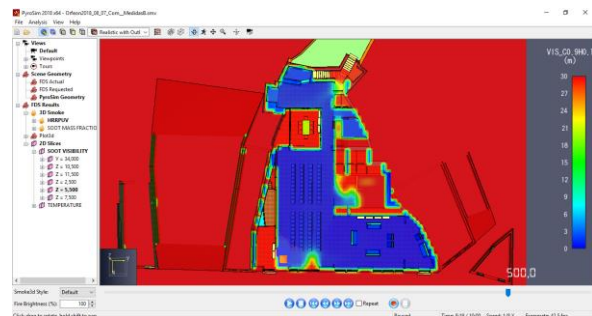 PyroSim 2019 x64 - Orfeon2019_08_07_Com._MedidasB.smv
File Analysis View Help
Realistic with Outl
Views
Default
Viewpoints
Tours
Scene Geometry
FDS Actual
FDS Requested
PyroSim Geometry
FDS Results
3D Smoke
HRRPUV
SOOT MASS FRACTIO
Plot3d
2D Slices
SOOT VISIBILITY
Y = 34,000
Z = 10,500
Z = 11,500
Z = 2,500
Z = 5,500
Z = 7,500
TEMPERATURE
VIS_C0.9H0.1
(m)
30
27
24
21
18
15
12
9
6
3
0
500,0
Smoke3d Style: Default
Fire Brightness (%): 100
Repeat